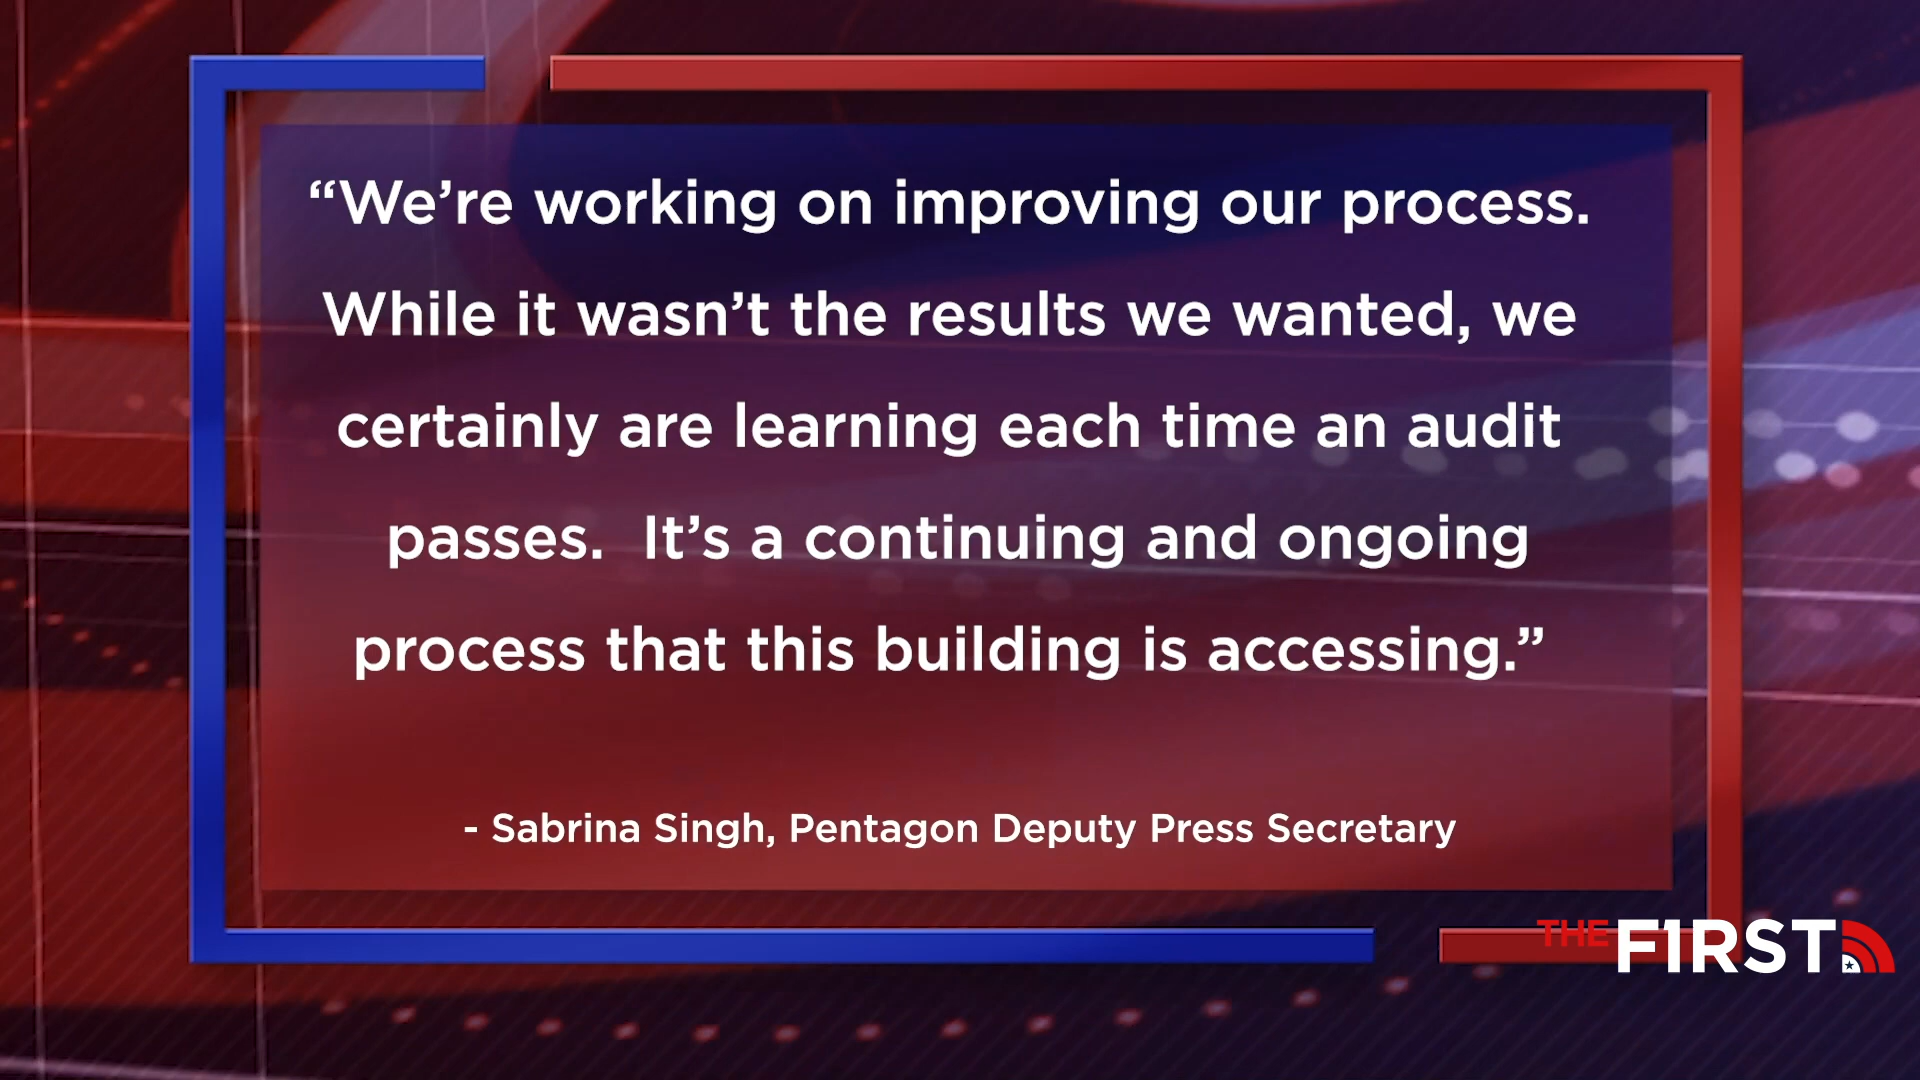 “We’re working on improving our process.
While it wasn’t the results we wanted, we
certainly are learning each time an audit
passes.  It’s a continuing and ongoing
process that this building is accessing.”
- Sabrina Singh, Pentagon Deputy Press Secretary
THE FIRST